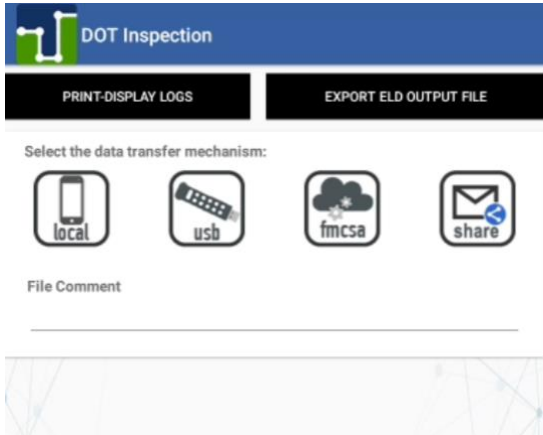 DOT Inspection
PRINT-DISPLAY LOGS EXPORT ELD OUTPUT FILE
Select the data transfer mechanism:
local usb fmcsa share
File Comment